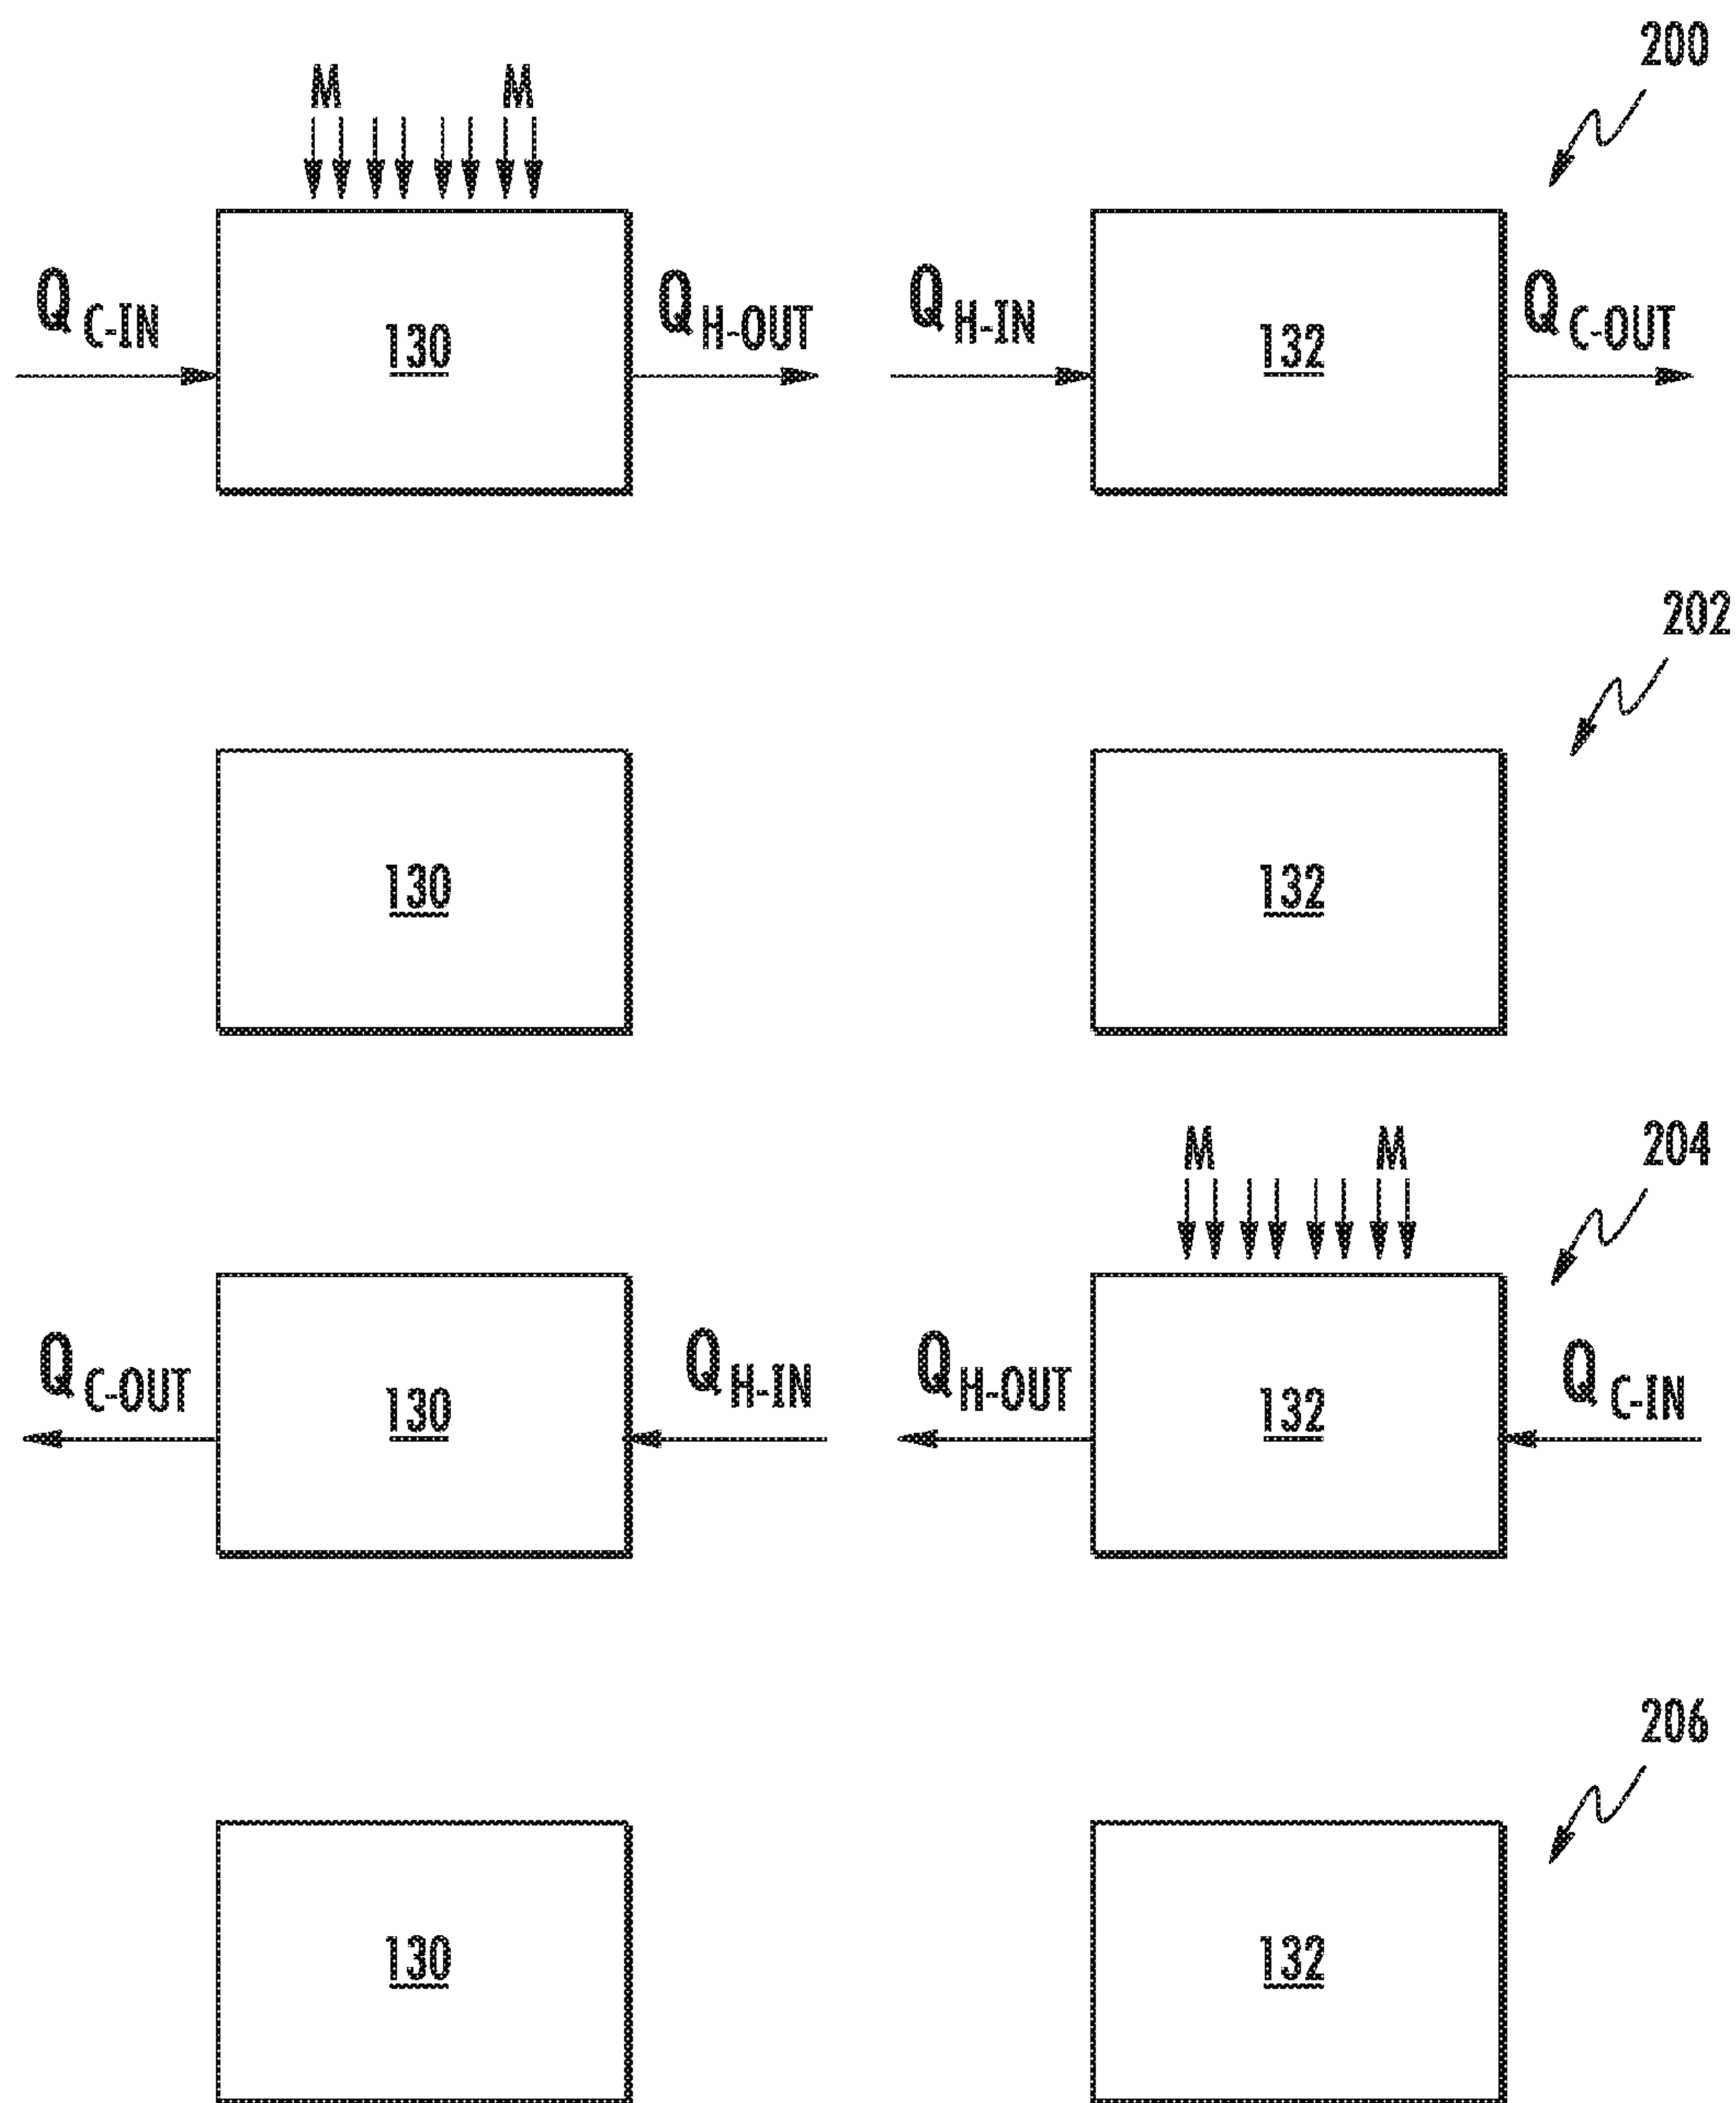 200
M M
Q C-IN 130 Q H-OUT Q H-IN 132 Q C-OUT
202
130 132
204
M M
Q C-OUT 130 Q H-IN Q H-OUT 132 Q C-IN
206
130 132